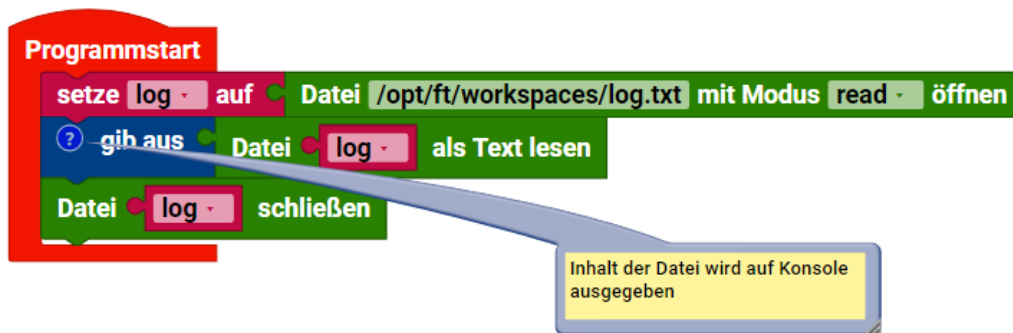 Programmstart
setze log auf Datei /opt/ft/workspaces/log.txt mit Modus read öffnen
? gib aus Datei log als Text lesen
Datei log schließen
Inhalt der Datei wird auf Konsole
ausgegeben